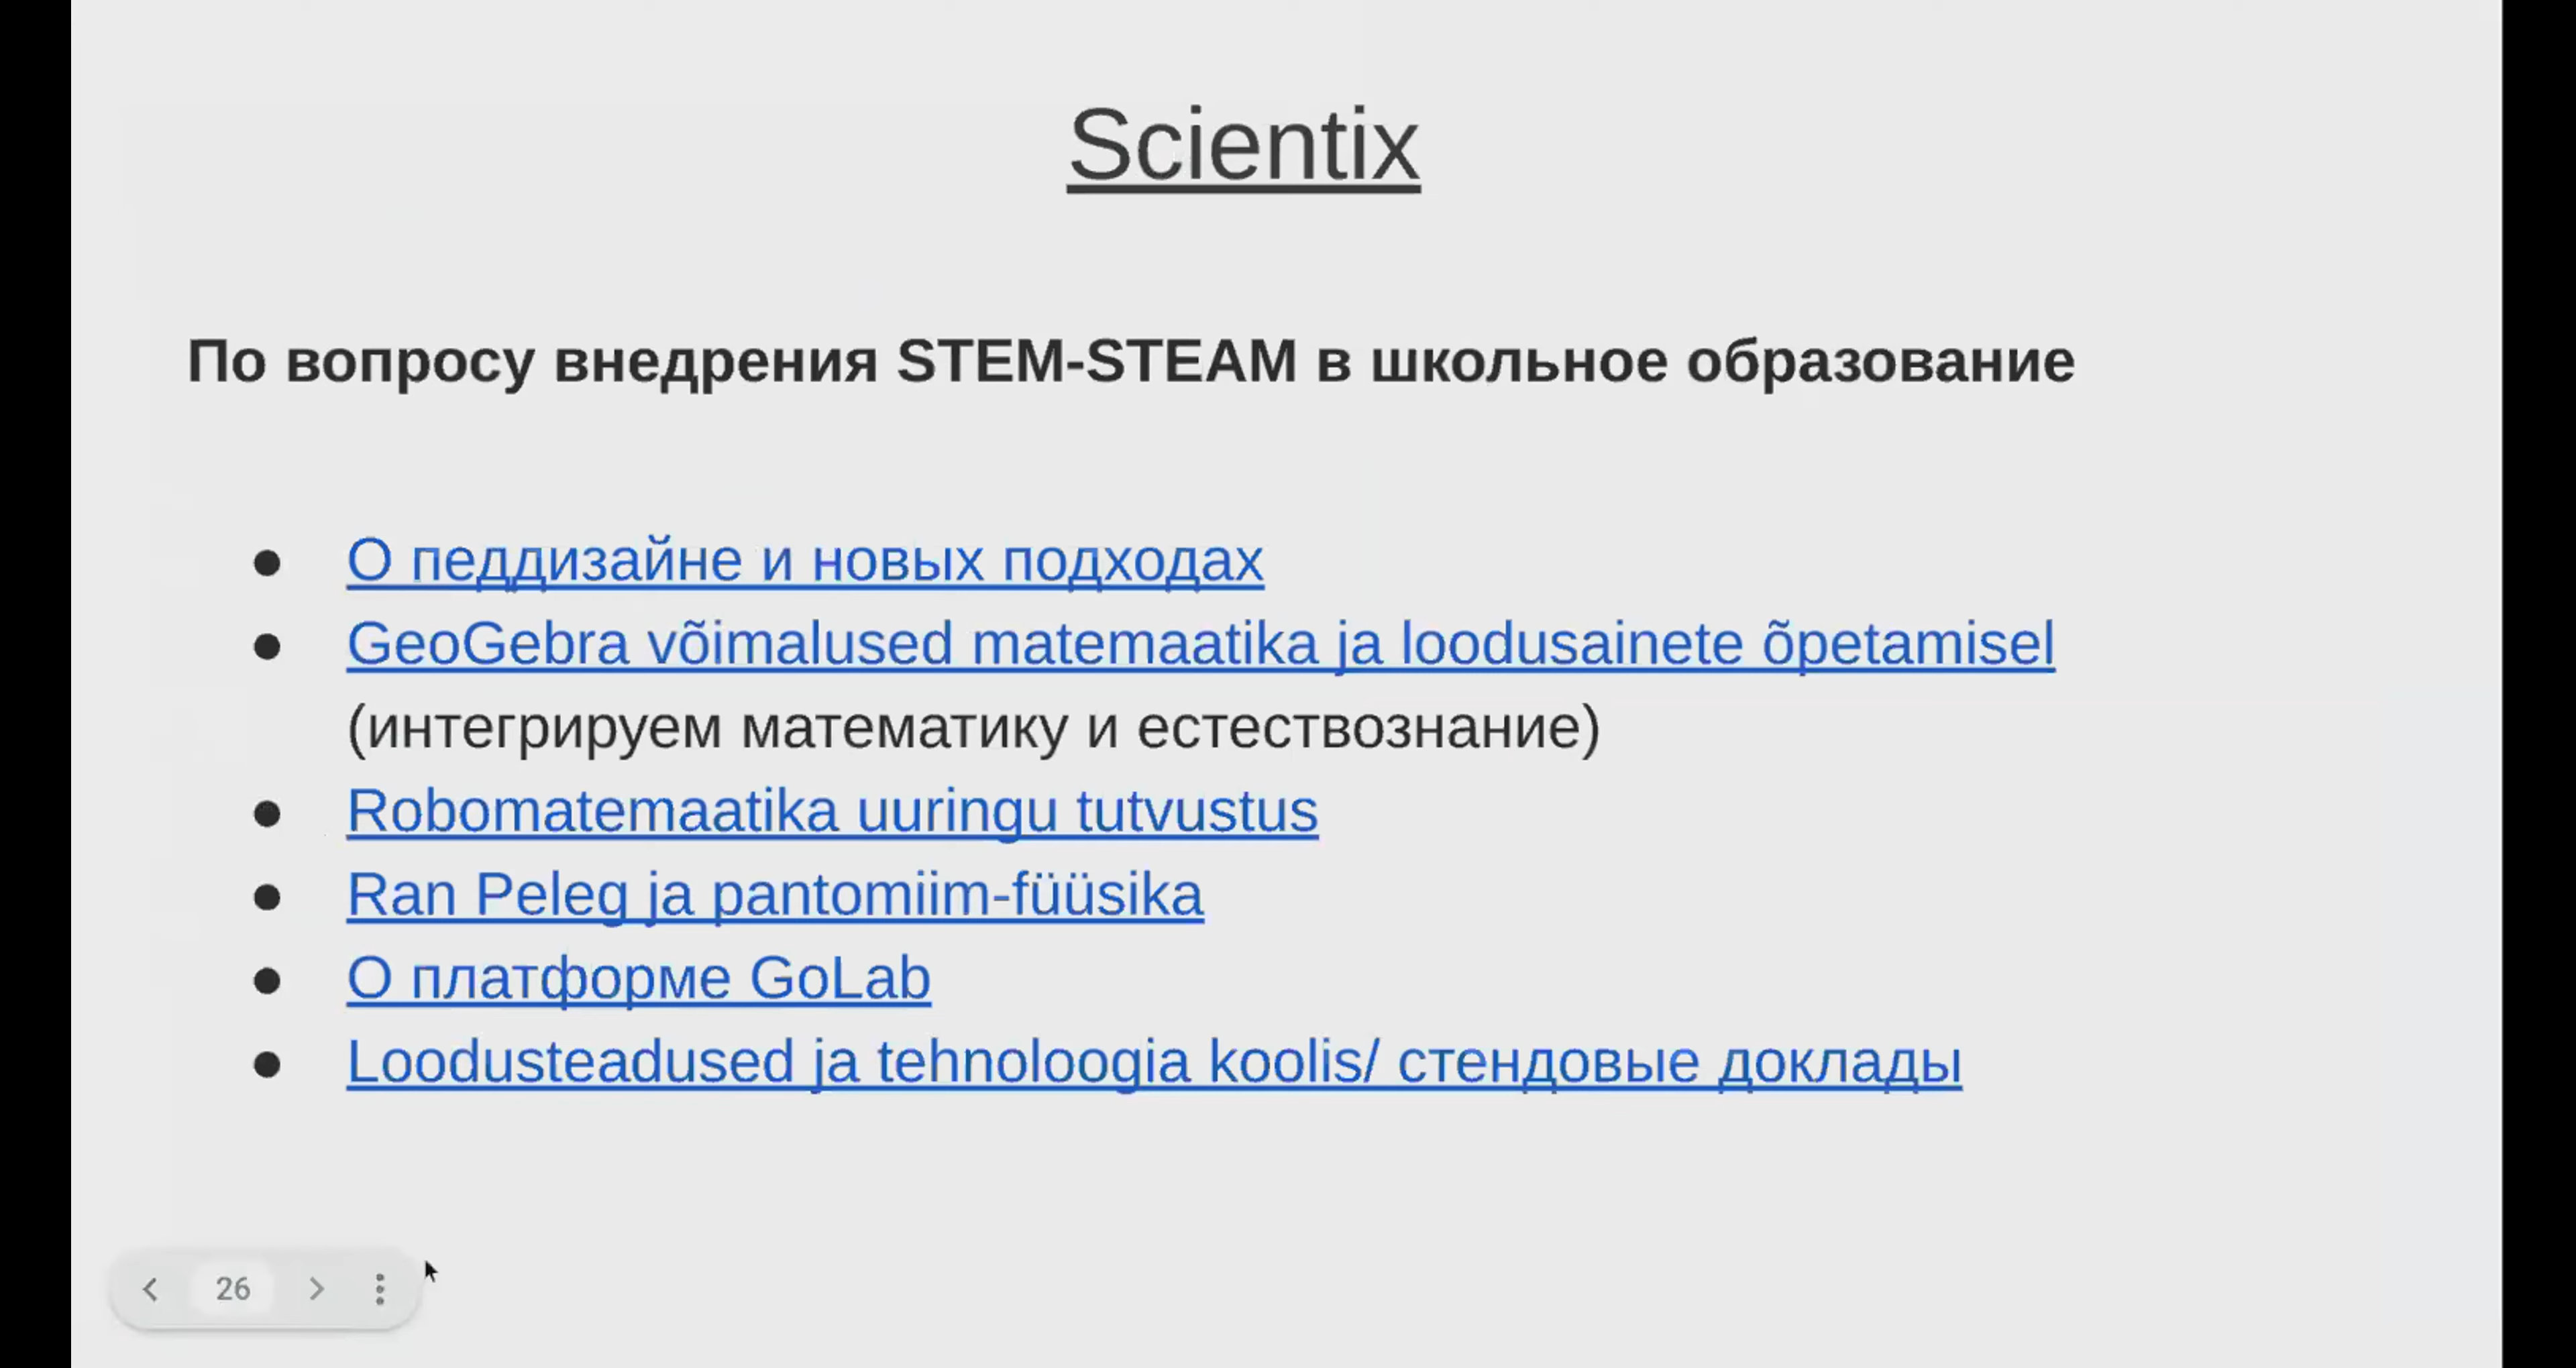 Scientix
По вопросу внедрения STEM-STEAM в школьное образование
● О педдизайне и новых подходах
● GeoGebra võimalused matemaatika ja loodusainete õpetamisel
(интегрируем математику и естествознание)
● Robomatemaatika uuringu tutvustus
● Ran Peleg ja pantomiim-füüsika
● О платформе GoLab
● Loodusteadused ja tehnoloogia koolis/ стендовые доклады
26